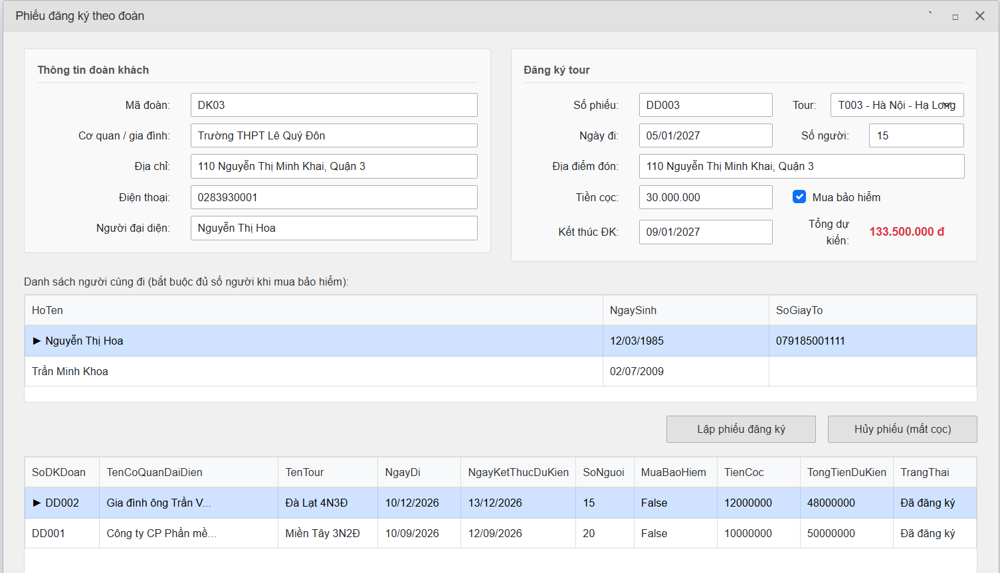 Phiếu đăng ký theo đoàn
Thông tin đoàn khách
Mã đoàn: DK03
Cơ quan / gia đình: Trường THPT Lê Quý Đôn
Địa chỉ: 110 Nguyễn Thị Minh Khai, Quận 3
Điện thoại: 0283930001
Người đại diện: Nguyễn Thị Hoa
Đăng ký tour
Số phiếu: DD003 Tour: T003 - Hà Nội - Hạ Long
Ngày đi: 05/01/2027 Số người: 15
Địa điểm đón: 110 Nguyễn Thị Minh Khai, Quận 3
Tiền cọc: 30.000.000 Mua bảo hiểm
Kết thúc ĐK: 09/01/2027 Tổng dự kiến: 133.500.000 đ
Danh sách người cùng đi (bắt buộc đủ số người khi mua bảo hiểm):
HoTen NgaySinh SoGiayTo
► Nguyễn Thị Hoa 12/03/1985 079185001111
Trần Minh Khoa 02/07/2009
Lập phiếu đăng ký Hủy phiếu (mất cọc)
SoDKDoan TenCoQuanDaiDien TenTour NgayDi NgayKetThucDuKien SoNguoi MuaBaoHiem TienCoc TongTienDuKien TrangThai
► DD002 Gia đình ông Trần V... Đà Lạt 4N3Đ 10/12/2026 13/12/2026 15 False 12000000 48000000 Đã đăng ký
DD001 Công ty CP Phần mề... Miền Tây 3N2Đ 10/09/2026 12/09/2026 20 False 10000000 50000000 Đã đăng ký